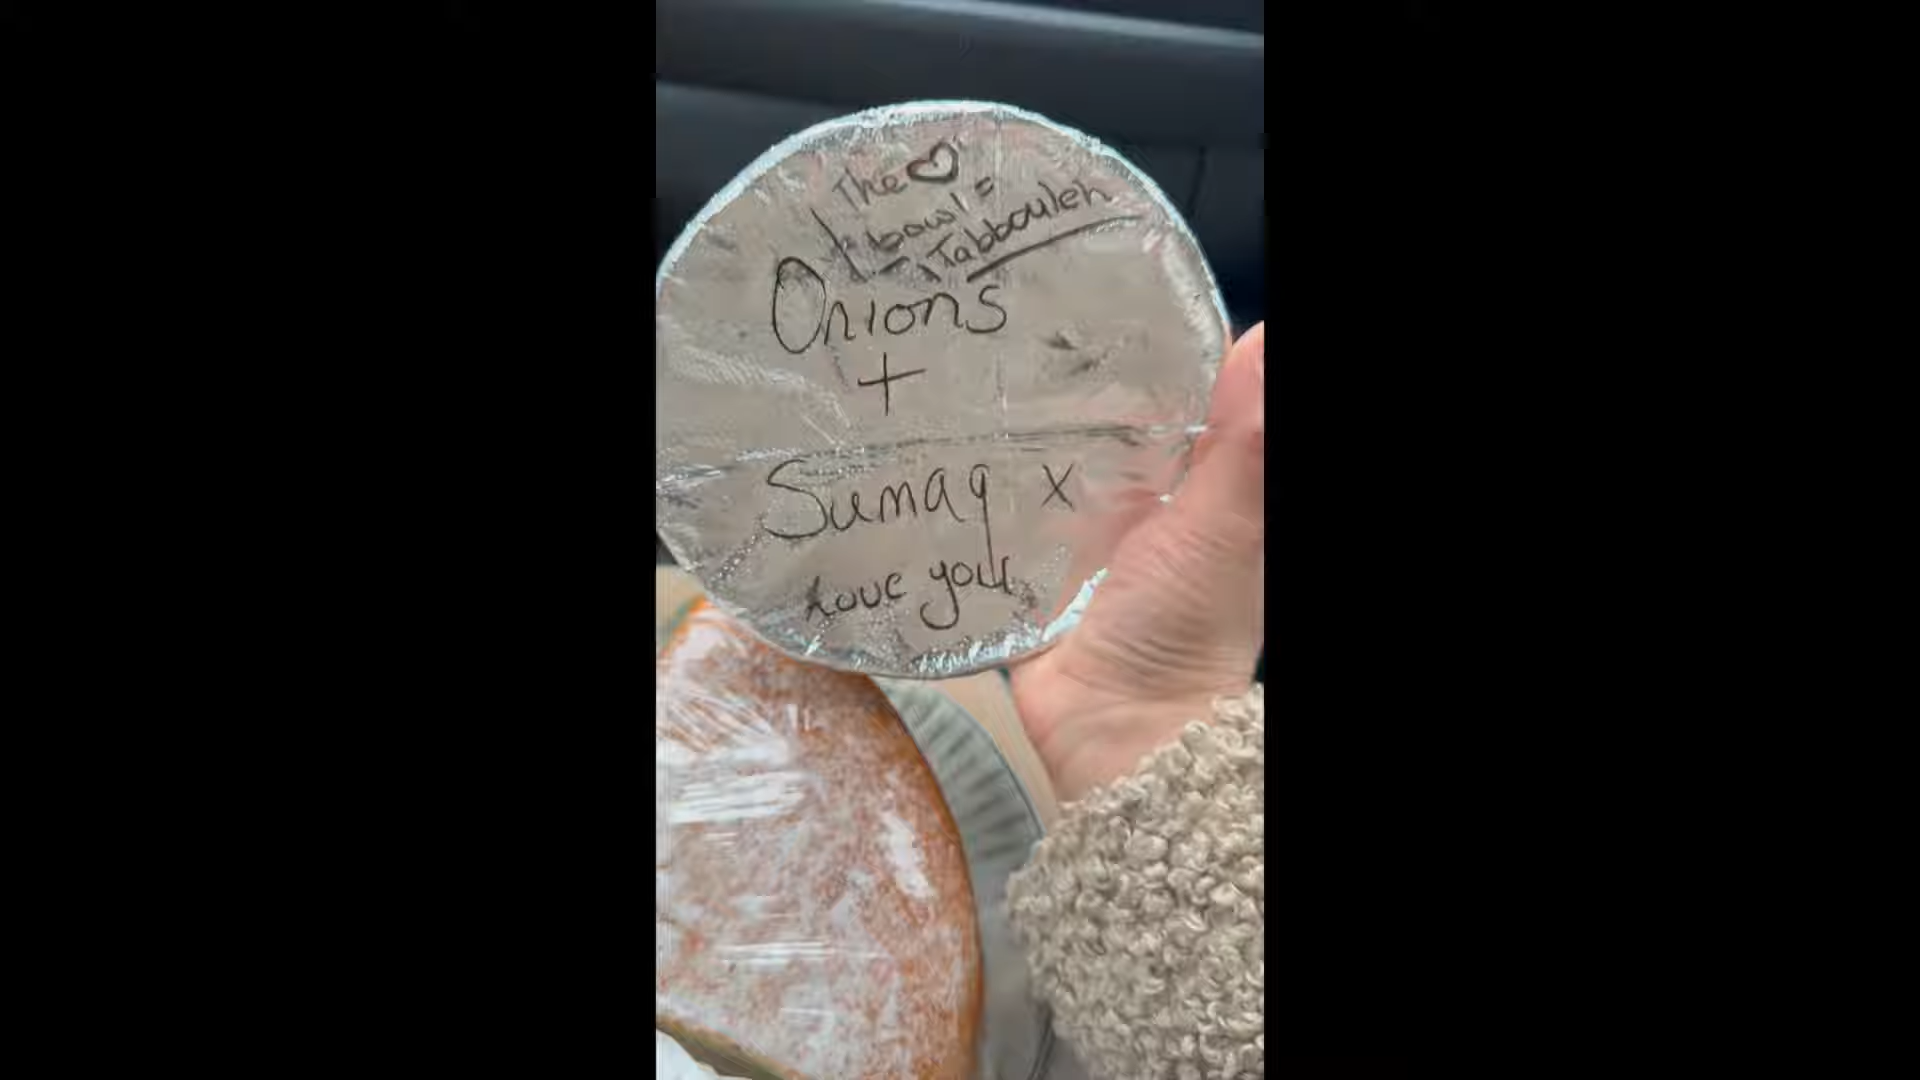 The ♡
bowl =
Tabbouleh
Onions
+
Sumaq x
Love you